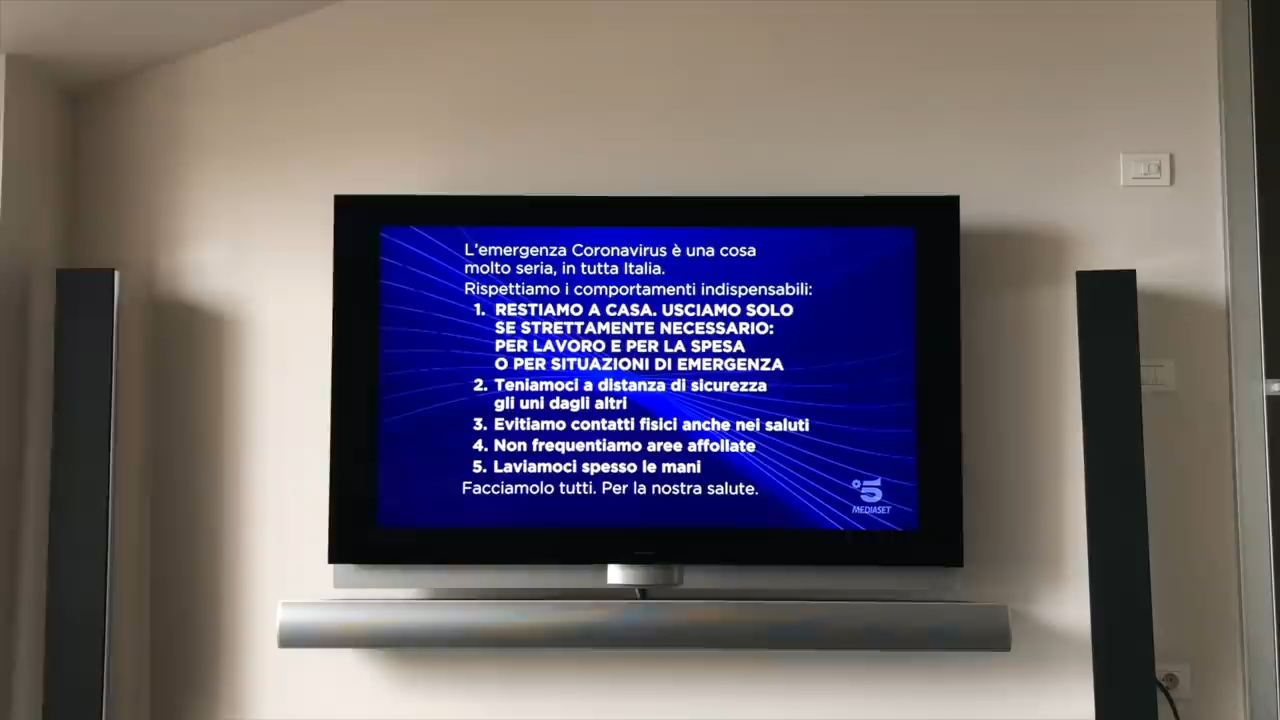 L'emergenza Coronavirus è una cosa
molto seria, in tutta Italia.
Rispettiamo i comportamenti indispensabili:
1. RESTIAMO A CASA. USCIAMO SOLO
SE STRETTAMENTE NECESSARIO:
PER LAVORO E PER LA SPESA
O PER SITUAZIONI DI EMERGENZA
2. Teniamoci a distanza di sicurezza
gli uni dagli altri
3. Evitiamo contatti fisici anche nei saluti
4. Non frequentiamo aree affollate
5. Laviamoci spesso le mani
Facciamolo tutti. Per la nostra salute.
5
MEDIASET